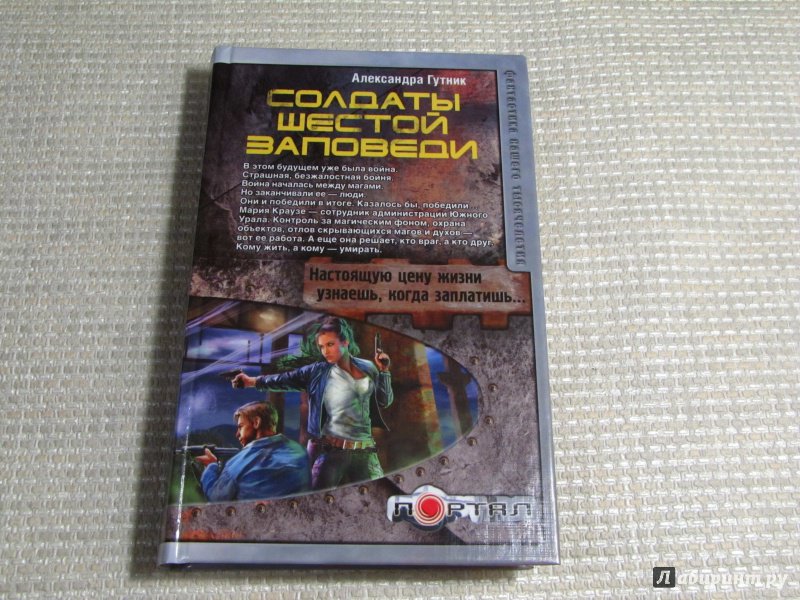 Александра Гутник
СОЛДАТЫ
ШЕСТОЙ
ЗАПОВЕДИ
В этом будущем уже была война.
Страшная, безжалостная бойня.
Война началась между магами.
Но заканчивали ее — люди.
Они и победили в итоге. Казалось бы, победили
Мария Краузе — сотрудник администрации Южного
Урала. Контроль за магическим фоном, охрана
объектов, отлов скрывающихся магов и духов —
вот ее работа. А еще она решает, кто враг, а кто друг.
Кому жить, а кому — умирать.
Настоящую цену жизни
узнаешь, когда заплатишь...
ФАНТАСТИКА НАШЕГО ТЫСЯЧЕЛЕТИЯ
ПОРТАЛ
Лабиринт.ру